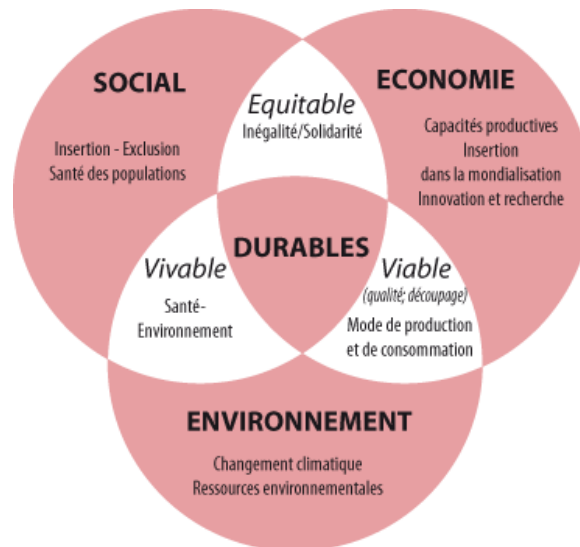 SOCIAL
Insertion - Exclusion
Santé des populations
Equitable
Inégalité/Solidarité
ECONOMIE
Capacités productives
Insertion
dans la mondialisation
Innovation et recherche
DURABLES
Vivable
Santé-
Environnement
Viable
(qualité; découpage)
Mode de production
et de consommation
ENVIRONNEMENT
Changement climatique
Ressources environnementales